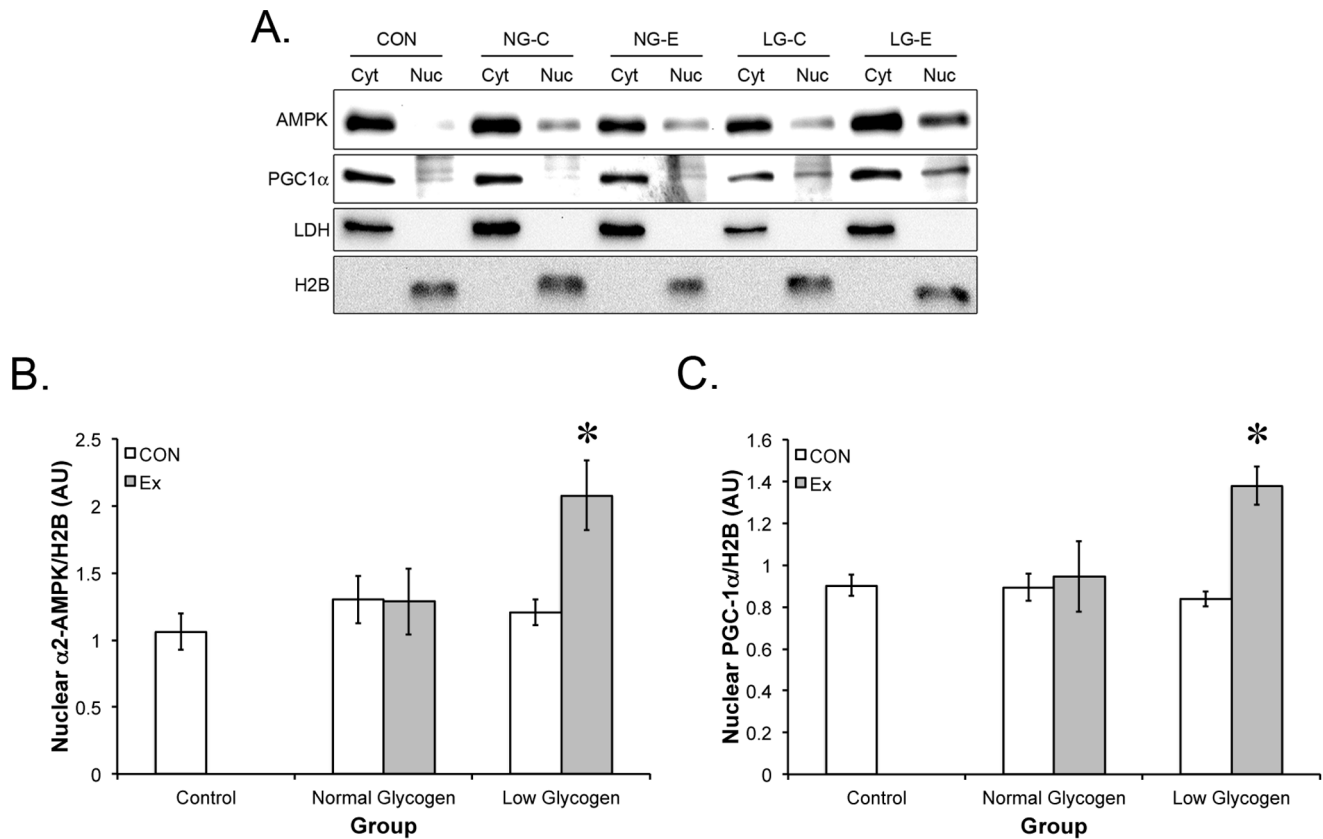 A.
CON NG-C NG-E LG-C LG-E
Cyt Nuc Cyt Nuc Cyt Nuc Cyt Nuc Cyt Nuc
AMPK
PGC1α
LDH
H2B
B.
Nuclear α2-AMPK/H2B (AU)
2.5
2
1.5
1
0.5
0
CON
Ex
*
Control Normal Glycogen Low Glycogen
Group
C.
Nuclear PGC-1α/H2B (AU)
1.6
1.4
1.2
1
0.8
0.6
0.4
0.2
0
CON
Ex
*
Control Normal Glycogen Low Glycogen
Group